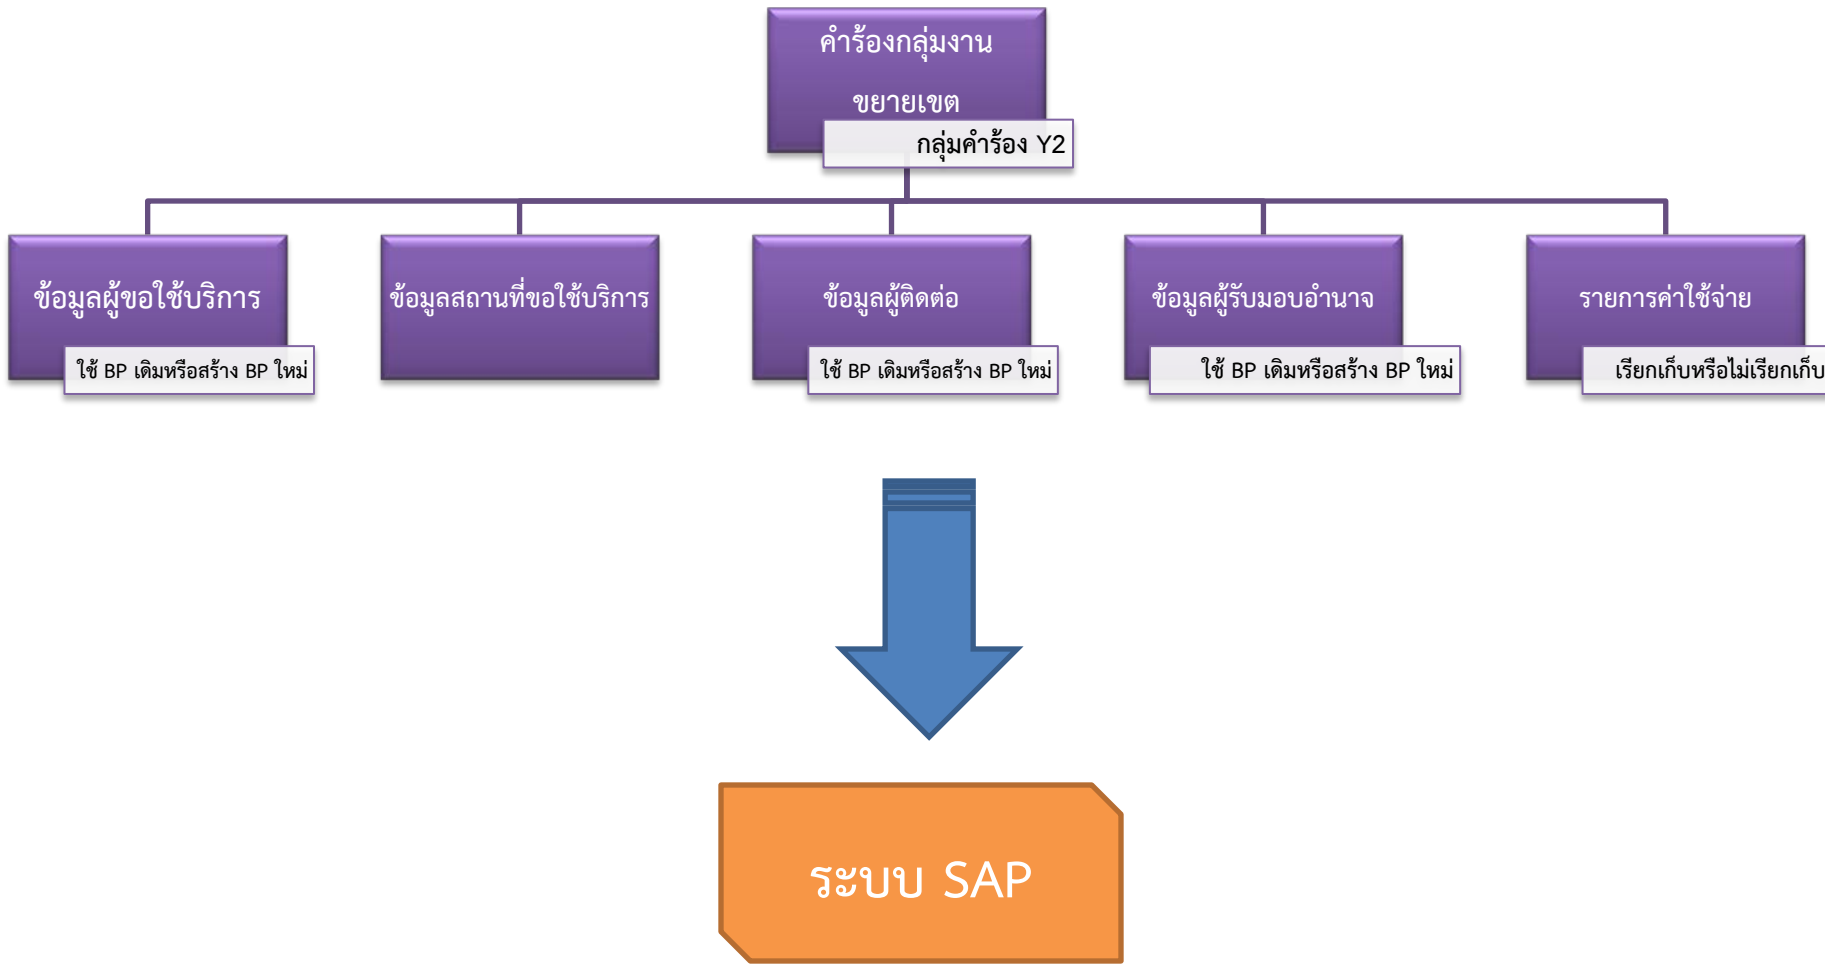 คำร้องกลุ่มงาน
ขยายเขต
กลุ่มคำร้อง Y2
ข้อมูลผู้ขอใช้บริการ
ใช้ BP เดิมหรือสร้าง BP ใหม่
ข้อมูลสถานที่ขอใช้บริการ
ข้อมูลผู้ติดต่อ
ใช้ BP เดิมหรือสร้าง BP ใหม่
ข้อมูลผู้รับมอบอำนาจ
ใช้ BP เดิมหรือสร้าง BP ใหม่
รายการค่าใช้จ่าย
เรียกเก็บหรือไม่เรียกเก็บ
ระบบ SAP